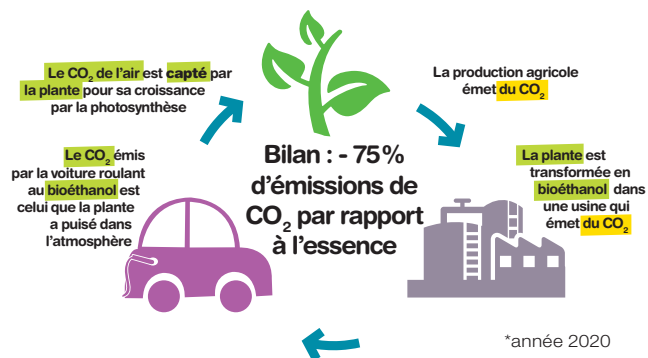 Le CO₂ de l'air est capté par
la plante pour sa croissance
par la photosynthèse
La production agricole
émet du CO₂
Le CO₂ émis
par la voiture roulant
au bioéthanol est
celui que la plante
a puisé dans
l'atmosphère
Bilan : - 75%
d'émissions de
CO₂ par rapport
à l'essence
La plante est
transformée en
bioéthanol dans
une usine qui
émet du CO₂
*année 2020